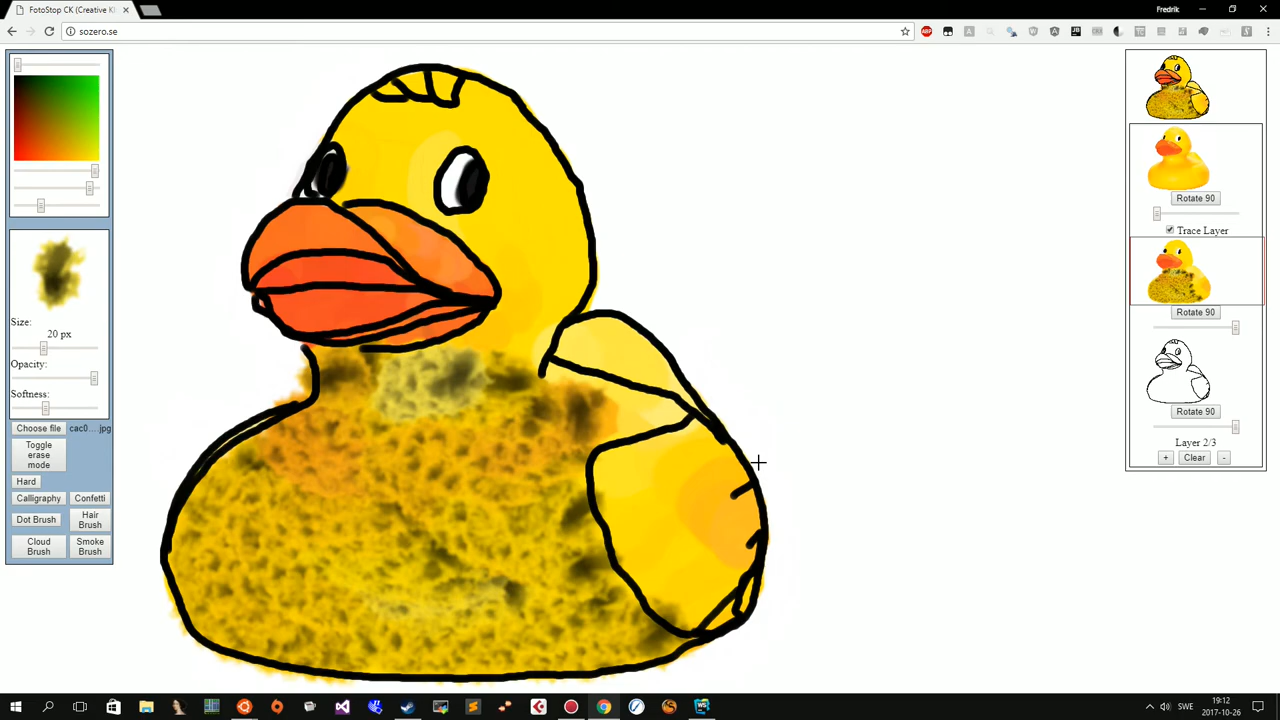 FotoStop CK (Creative Ki
Fredrik
sozero.se
ABP
Size:
20 px
Opacity:
Softness:
Choose file cac0....jpg
Toggle
erase
mode
Hard
Calligraphy Confetti
Dot Brush
Hair
Brush
Cloud
Brush
Smoke
Brush
Rotate 90
Trace Layer
Rotate 90
Rotate 90
Layer 2/3
+ Clear -
SWE
19:12
2017-10-26